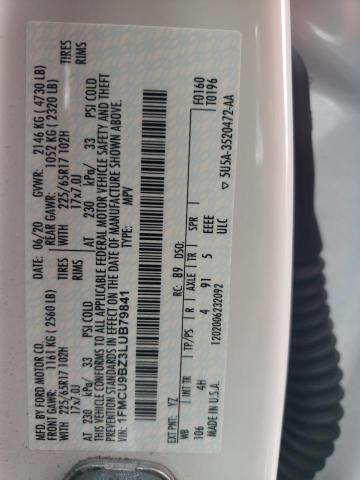 MFD. BY FORD MOTOR CO.
DATE: 06/20 GVWR: 2146 KG ( 4730 LB)
FRONT GAWR: 1161 KG ( 2560 LB) REAR GAWR: 1052 KG ( 2320 LB)
225/65R17 102H TIRES 225/65R17 102H TIRES
17x7.0J RIMS 17x7.0J RIMS
AT 230 kPa/ 33 PSI COLD AT 230 kPa/ 33 PSI COLD
THIS VEHICLE CONFORMS TO ALL APPLICABLE FEDERAL MOTOR VEHICLE SAFETY AND THEFT
STANDARDS IN EFFECT ON THE DATE OF MANUFACTURE SHOWN ABOVE.
VIN: 1FMCU9BZ3LUB79841 TYPE: MPV
F0160
T0196
EXT PNT: YZ RC: 89 DSO:
WB INT TR TP/PS R AXLE TR SPR
106 4H 4 91 5 EEEE
MADE IN U.S.A. ULC
1202006232092 ▽ 5U5A-3520472-AA